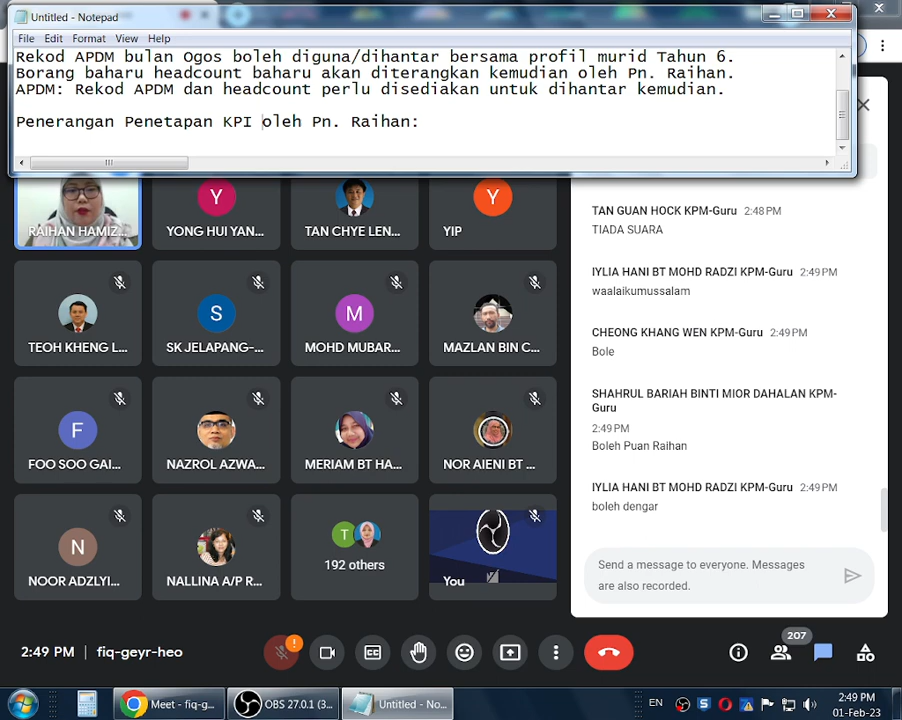 Untitled - Notepad
File Edit Format View Help
Rekod APDM bulan Ogos boleh diguna/dihantar bersama profil murid Tahun 6.
Borang baharu headcount baharu akan diterangkan kemudian oleh Pn. Raihan.
APDM: Rekod APDM dan headcount perlu disediakan untuk dihantar kemudian.
Penerangan Penetapan KPI oleh Pn. Raihan:
RAIHAN HAMIZ...
YONG HUI YAN...
TAN CHYE LEN...
YIP
Y
Y
TEOH KHENG L...
S
SK JELAPANG-...
M
MOHD MUBAR...
MAZLAN BIN C...
F
FOO SOO GAI...
NAZROL AZWA...
MERIAM BT HA...
NOR AIENI BT ...
N
NOOR ADZLYI...
NALLINA A/P R...
T
192 others
You
TAN GUAN HOCK KPM-Guru 2:48 PM
TIADA SUARA
IYLIA HANI BT MOHD RADZI KPM-Guru 2:49 PM
waalaikumussalam
CHEONG KHANG WEN KPM-Guru 2:49 PM
Bole
SHAHRUL BARIAH BINTI MIOR DAHALAN KPM-
Guru
2:49 PM
Boleh Puan Raihan
IYLIA HANI BT MOHD RADZI KPM-Guru 2:49 PM
boleh dengar
Send a message to everyone. Messages
are also recorded.
2:49 PM | fiq-geyr-heo
207
Meet - fiq-g...
OBS 27.0.1 (3...
Untitled - No...
EN
2:49 PM
01-Feb-23